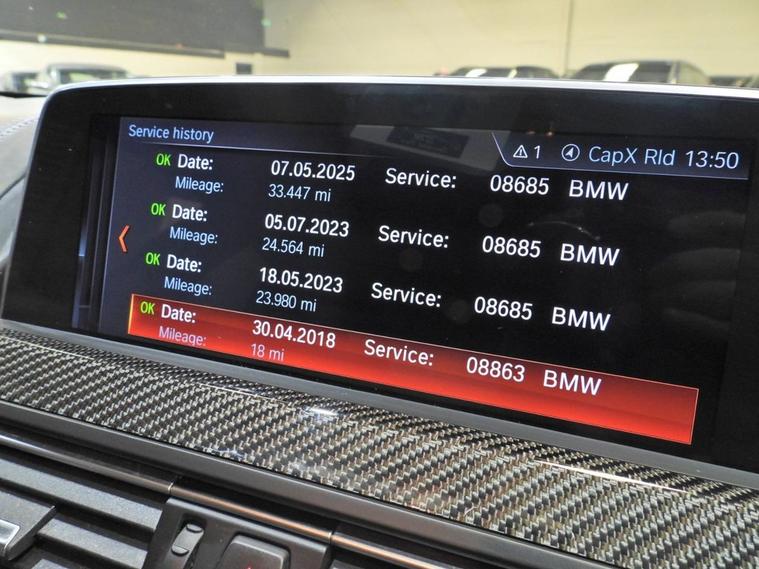 Service history
1 CapX Rld 13:50
OK Date: 07.05.2025 Service: 08685 BMW
Mileage: 33.447 mi
OK Date: 05.07.2023 Service: 08685 BMW
Mileage: 24.564 mi
OK Date: 18.05.2023 Service: 08685 BMW
Mileage: 23.980 mi
OK Date: 30.04.2018 Service: 08863 BMW
Mileage: 18 mi